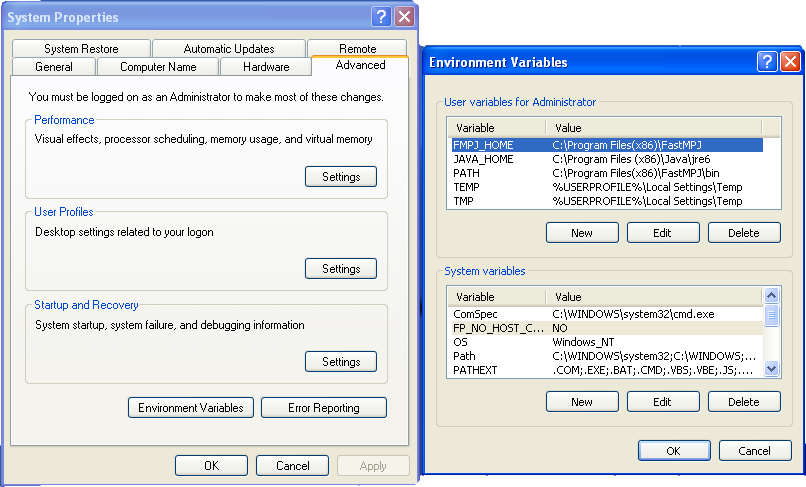 System Properties
System Restore Automatic Updates Remote
General Computer Name Hardware Advanced
You must be logged on as an Administrator to make most of these changes.
Performance
Visual effects, processor scheduling, memory usage, and virtual memory
Settings
User Profiles
Desktop settings related to your logon
Settings
Startup and Recovery
System startup, system failure, and debugging information
Settings
Environment Variables Error Reporting
OK Cancel Apply
Environment Variables
User variables for Administrator
Variable Value
FMPJ_HOME C:\Program Files(x86)\FastMPJ
JAVA_HOME C:\Program Files (x86)\Java\jre6
PATH C:\Program Files(x86)\FastMPJ\bin
TEMP %USERPROFILE%\Local Settings\Temp
TMP %USERPROFILE%\Local Settings\Temp
New Edit Delete
System variables
Variable Value
ComSpec C:\WINDOWS\system32\cmd.exe
FP_NO_HOST_C... NO
OS Windows_NT
Path C:\WINDOWS\system32;C:\WINDOWS;...
PATHEXT .COM;.EXE;.BAT;.CMD;.VBS;.VBE;.JS;....
New Edit Delete
OK Cancel